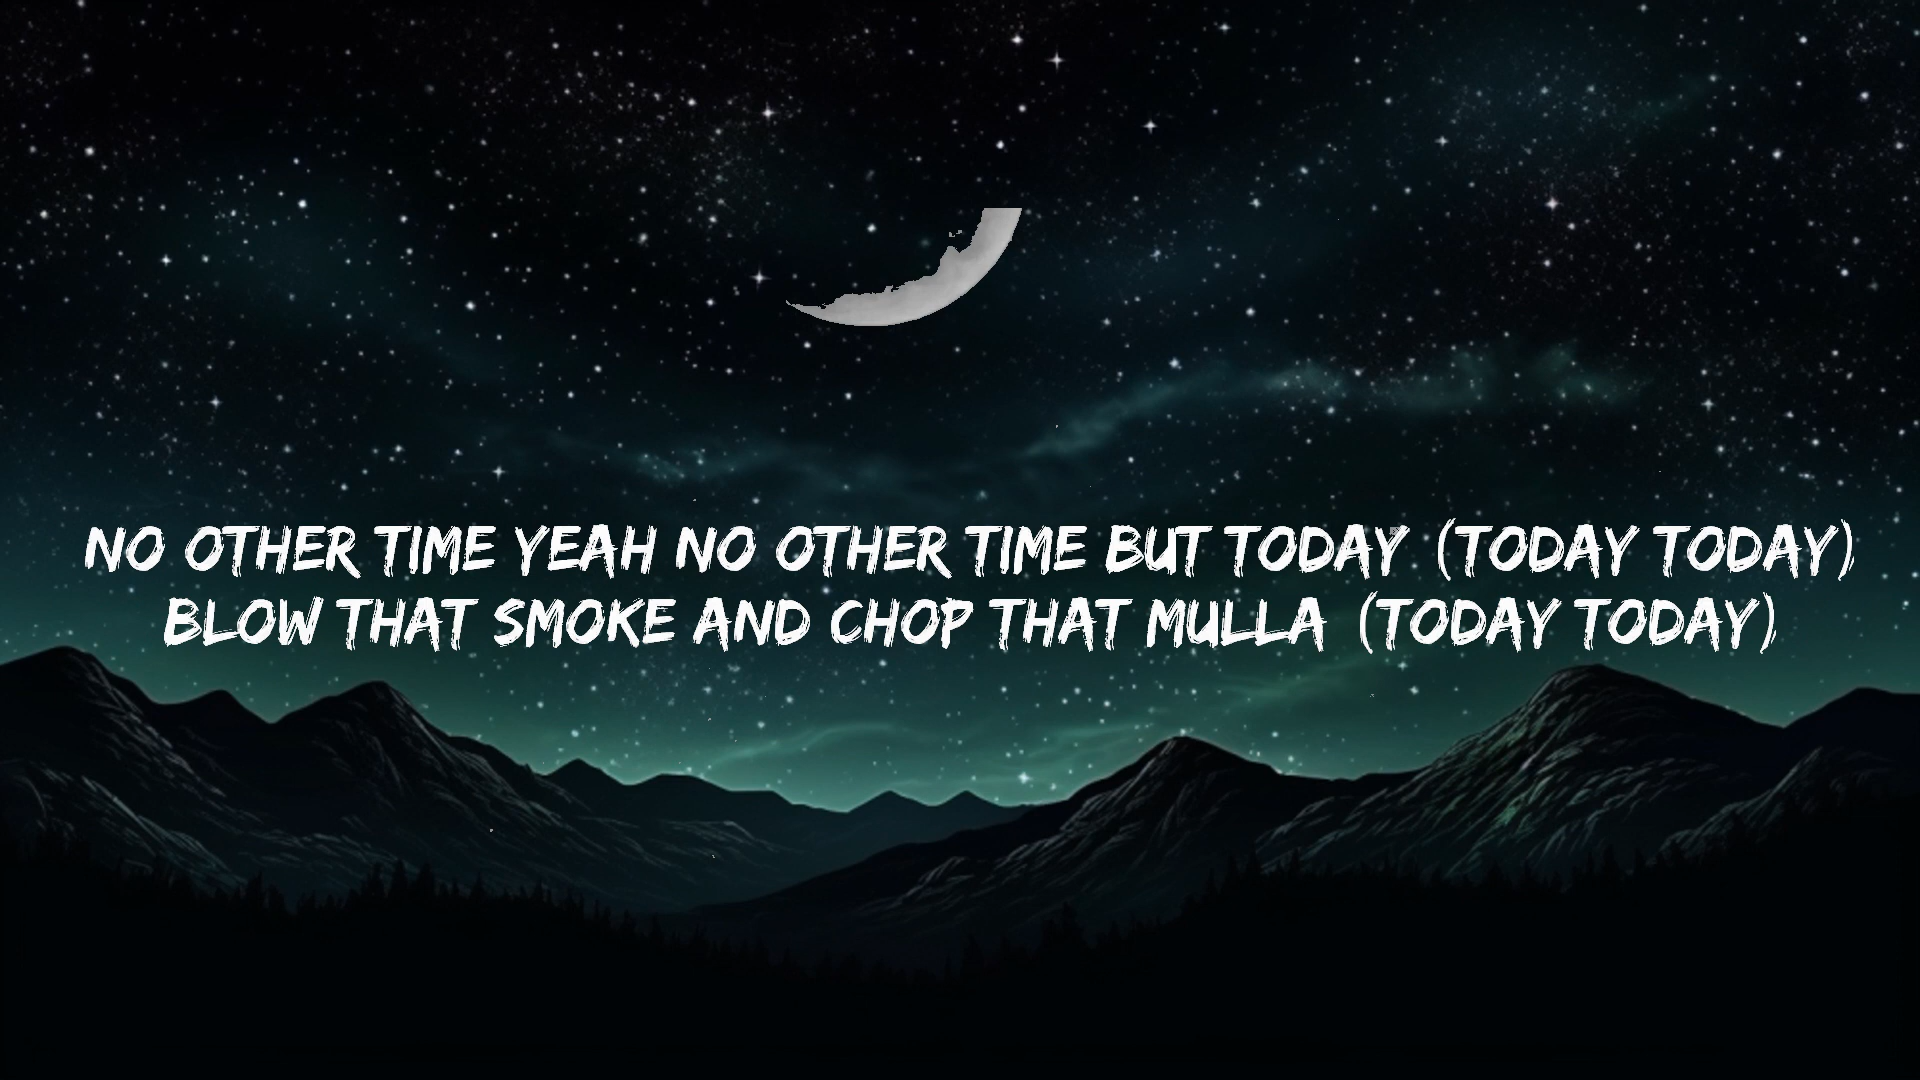 NO OTHER TIME YEAH NO OTHER TIME BUT TODAY (TODAY TODAY)
BLOW THAT SMOKE AND CHOP THAT MULLA (TODAY TODAY)